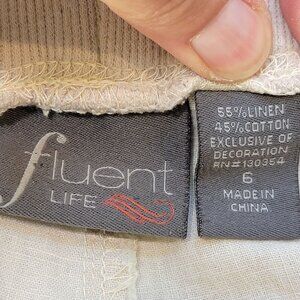 fluent
LIFE
55%LINEN
45%COTTON
EXCLUSIVE OF
DECORATION
RN#130354
6
MADE IN
CHINA